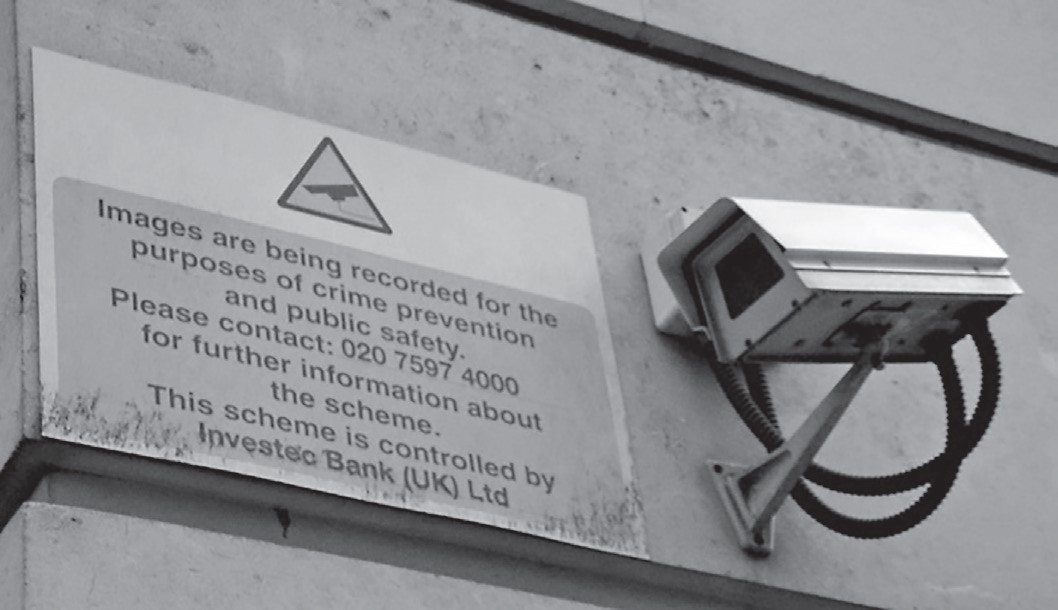 Images are being recorded for the
purposes of crime prevention
and public safety.
Please contact: 020 7597 4000
for further information about
the scheme.
This scheme is controlled by
Investec Bank (UK) Ltd